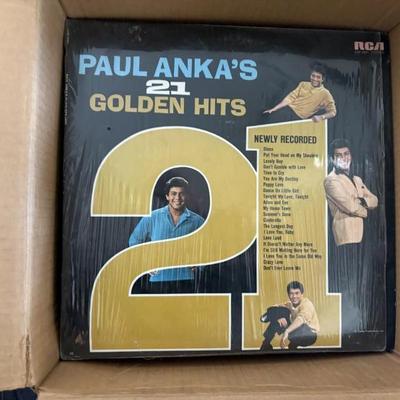 RCA
PAUL ANKA'S
21
GOLDEN HITS
21
NEWLY RECORDED
Diana
Put Your Head on My Shoulder
Lonely Boy
Don't Gamble with Love
Time to Cry
You Are My Destiny
Puppy Love
Dance On Little Girl
Tonight My Love, Tonight
Adam and Eve
My Home Town
Summer's Gone
Cinderella
The Longest Day
I Love You, Baby
Love Land
It Doesn't Matter Any More
I'm Still Waiting Here for You
I Love You in the Same Old Way
Crazy Love
Don't Ever Leave Me